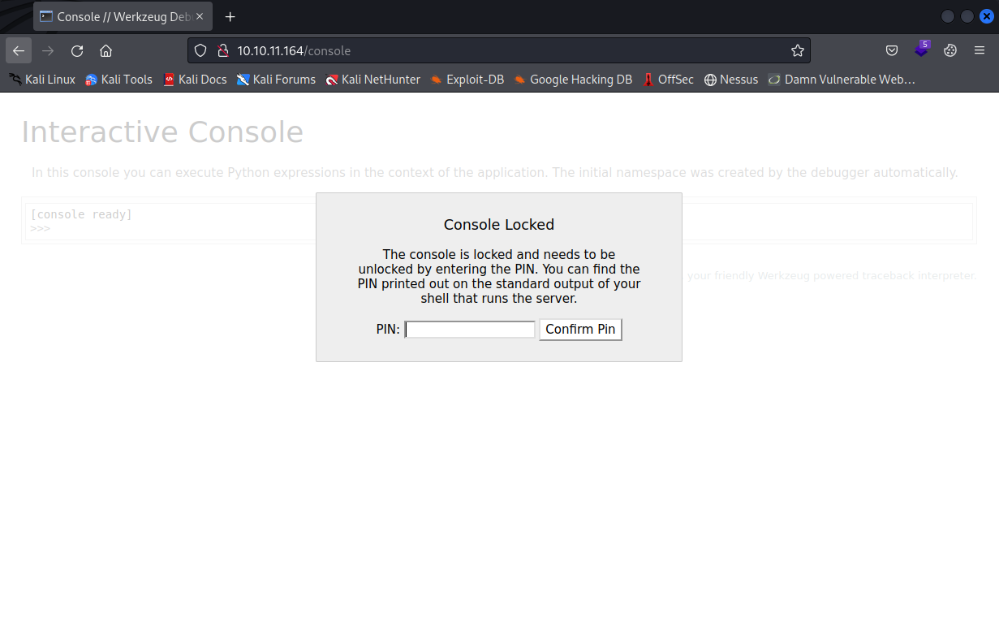 Console // Werkzeug Deb
10.10.11.164/console
5
Kali Linux Kali Tools Kali Docs Kali Forums Kali NetHunter Exploit-DB Google Hacking DB OffSec Nessus Damn Vulnerable Web…
Interactive Console
In this console you can execute Python expressions in the context of the application. The initial namespace was created by the debugger automatically.
[console ready]
>>>
your friendly Werkzeug powered traceback interpreter.
Console Locked
The console is locked and needs to be
unlocked by entering the PIN. You can find the
PIN printed out on the standard output of your
shell that runs the server.
PIN: Confirm Pin